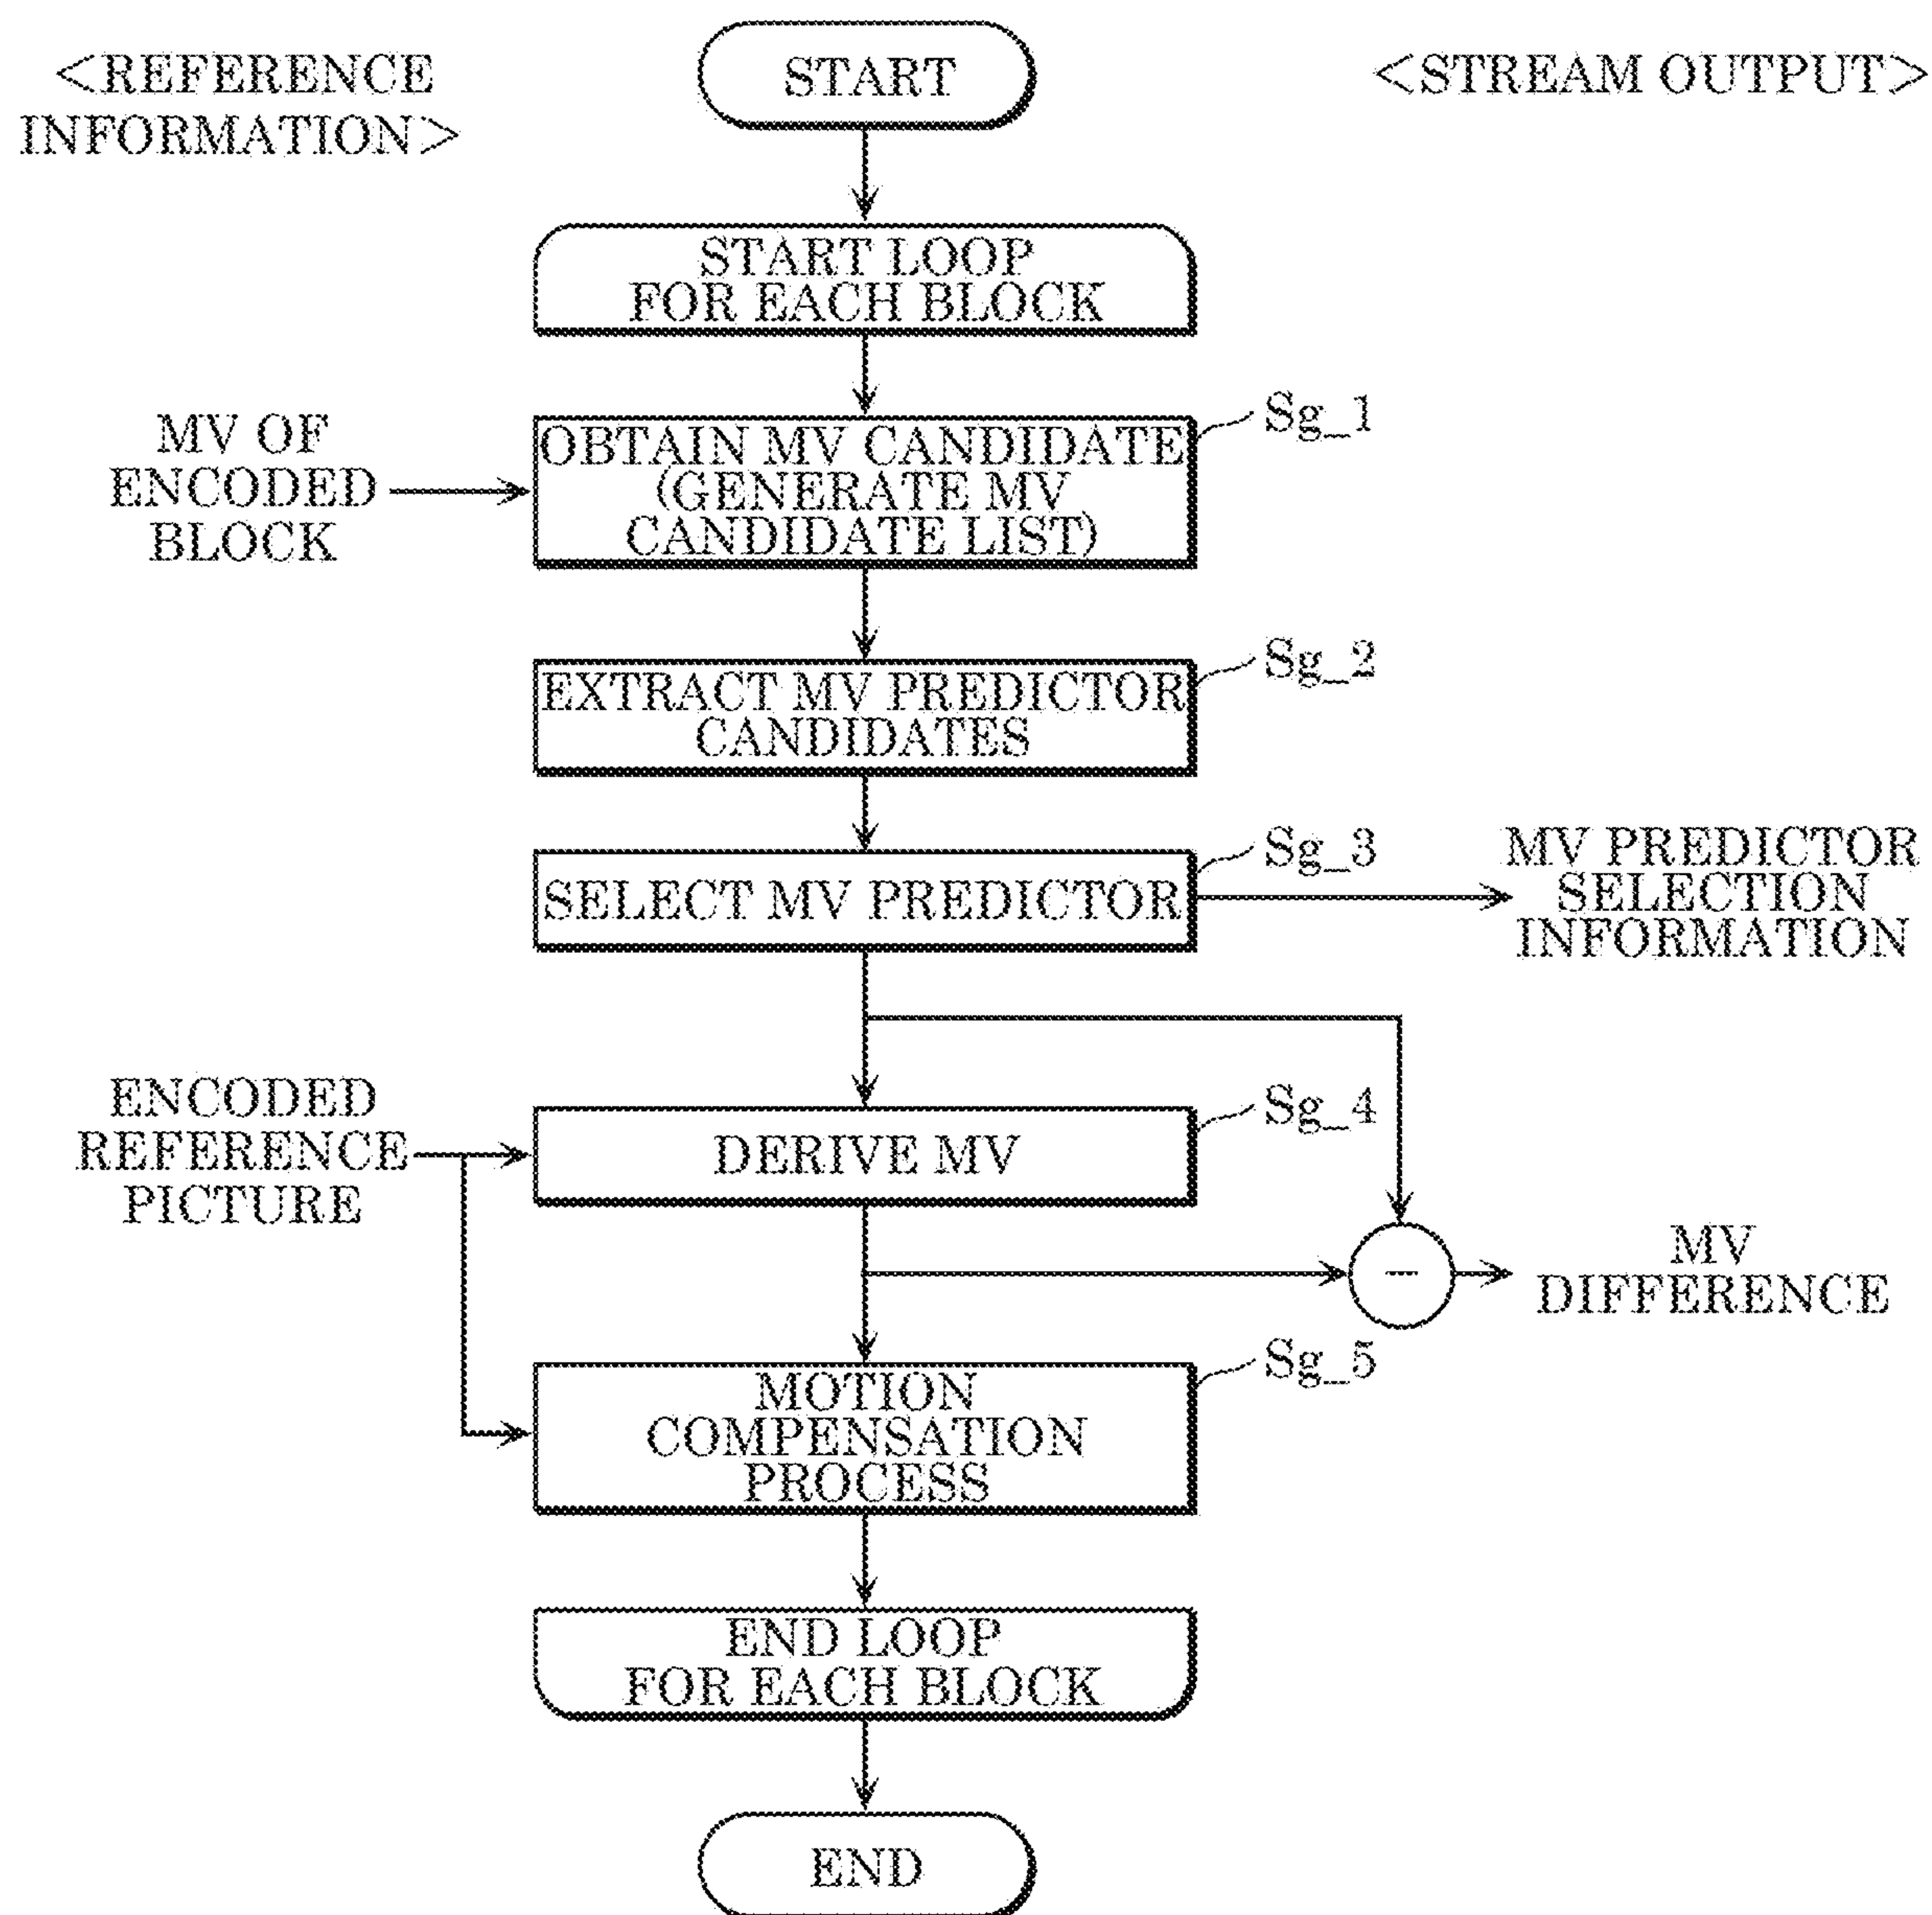 <REFERENCE
INFORMATION>
START
<STREAM OUTPUT>
START LOOP
FOR EACH BLOCK
MV OF
ENCODED
BLOCK
OBTAIN MV CANDIDATE
(GENERATE MV
CANDIDATE LIST)
Sg_1
EXTRACT MV PREDICTOR
CANDIDATES
Sg_2
SELECT MV PREDICTOR
Sg_3
MV PREDICTOR
SELECTION
INFORMATION
ENCODED
REFERENCE
PICTURE
DERIVE MV
Sg_4
−
MV
DIFFERENCE
MOTION
COMPENSATION
PROCESS
Sg_5
END LOOP
FOR EACH BLOCK
END